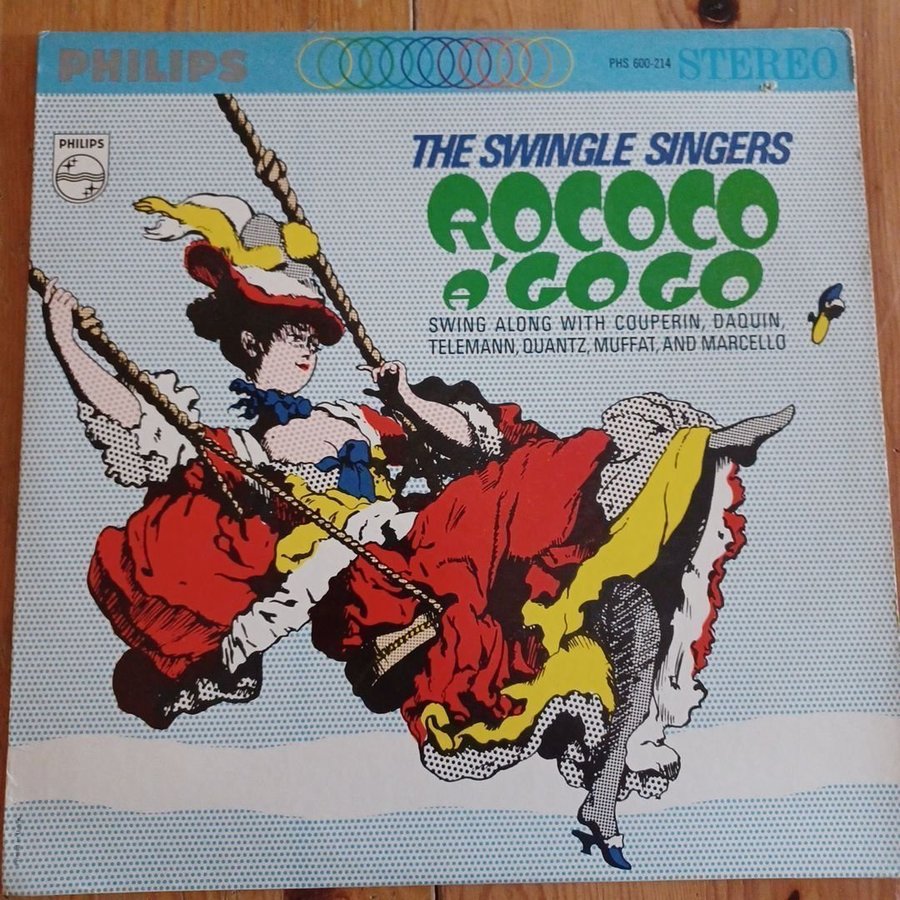 PHILIPS
PHS 600-214 STEREO
PHILIPS
THE SWINGLE SINGERS
ROCOCO
A' GO GO
SWING ALONG WITH COUPERIN, DAQUIN,
TELEMANN, QUANTZ, MUFFAT, AND MARCELLO